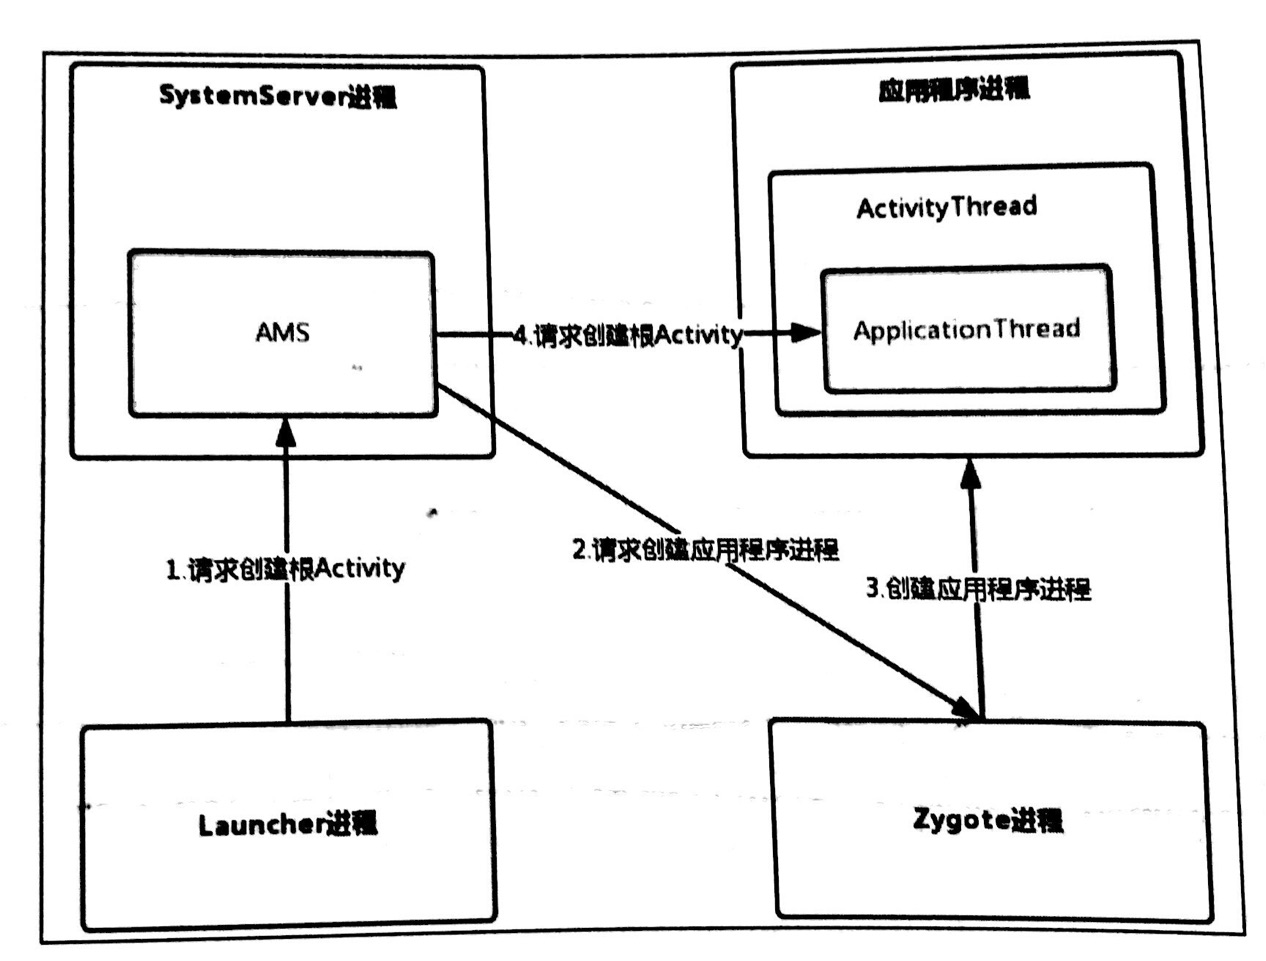 SystemServer进程
应用程序进程
ActivityThread
AMS
4.请求创建根Activity
ApplicationThread
1.请求创建根Activity
2.请求创建应用程序进程
3.创建应用程序进程
Launcher进程
Zygote进程